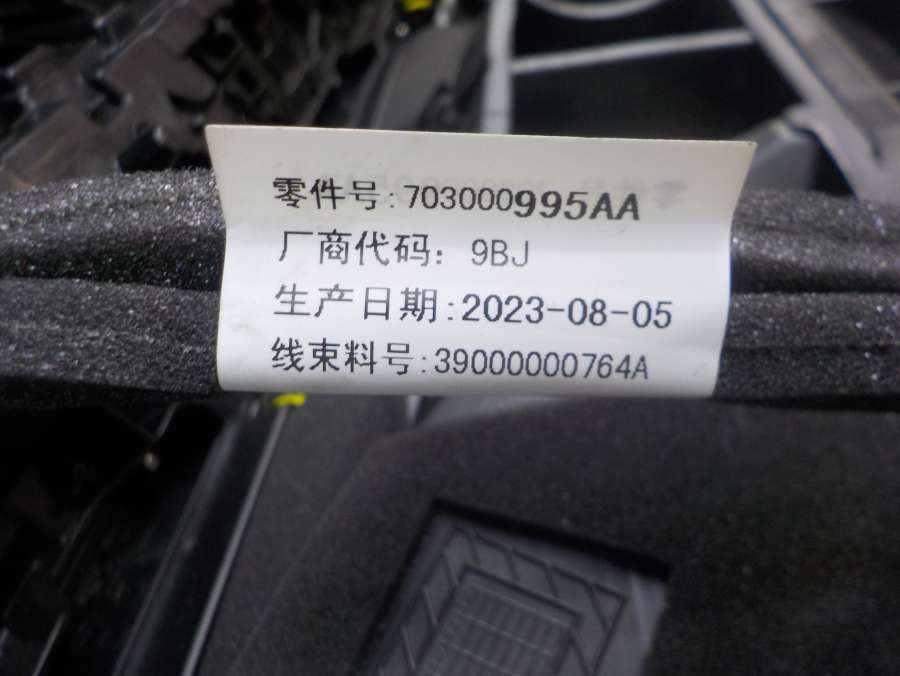 零件号:703000995AA
厂商代码: 9BJ
生产日期:2023-08-05
线束料号:39000000764A